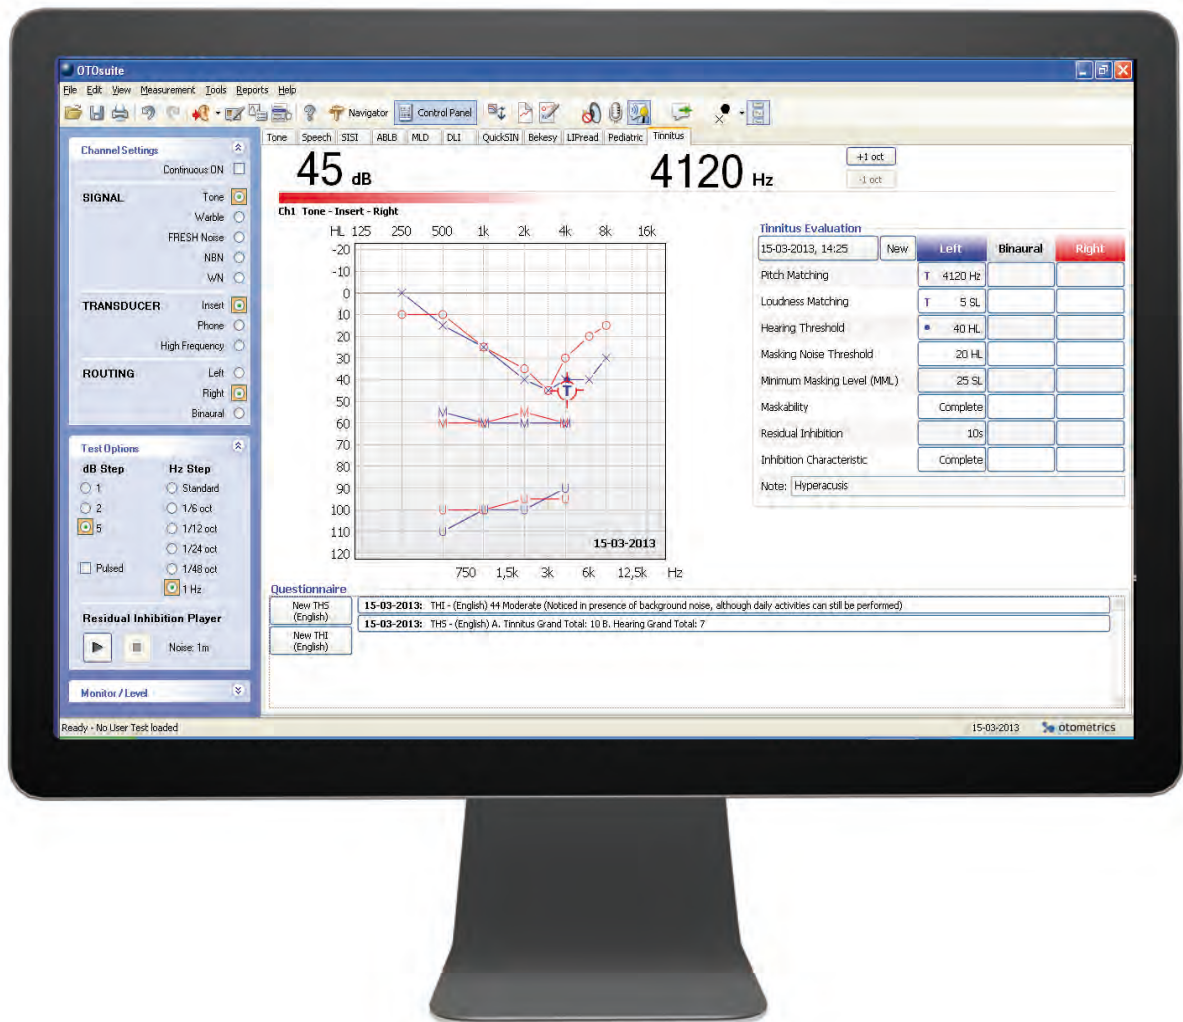 OTOsuite
File Edit View Measurement Tools Reports Help
Navigator Control Panel
Tone Speech SISI ABLB MLD DLI QuickSIN Bekesy LIPread Pediatric Tinnitus
Channel Settings
Continuous ON
SIGNAL Tone
Warble
FRESH Noise
NBN
WN
TRANSDUCER Insert
Phone
High Frequency
ROUTING Left
Right
Binaural
Test Options
dB Step Hz Step
1 Standard
2 1/6 oct
5 1/12 oct
1/24 oct
Pulsed 1/48 oct
1 Hz
Residual Inhibition Player
Noise: 1m
Monitor / Level
45 dB 4120 Hz
+1 oct
-1 oct
Ch1 Tone - Insert - Right
HL 125 250 500 1k 2k 4k 8k 16k
-20
-10
0
10
20
30
40
50
60
70
80
90
100
110
120
T
15-03-2013
750 1,5k 3k 6k 12,5k Hz
Tinnitus Evaluation
15-03-2013, 14:25 New Left Binaural Right
Pitch Matching T 4120 Hz
Loudness Matching T 5 SL
Hearing Threshold 40 HL
Masking Noise Threshold 20 HL
Minimum Masking Level (MML) 25 SL
Maskability Complete
Residual Inhibition 10s
Inhibition Characteristic Complete
Note: Hyperacusis
Questionnaire
New THS
(English)
15-03-2013: THI - (English) 44 Moderate (Noticed in presence of background noise, although daily activities can still be performed)
15-03-2013: THS - (English) A. Tinnitus Grand Total: 10 B. Hearing Grand Total: 7
New THI
(English)
Ready - No User Test loaded 15-03-2013 otometrics